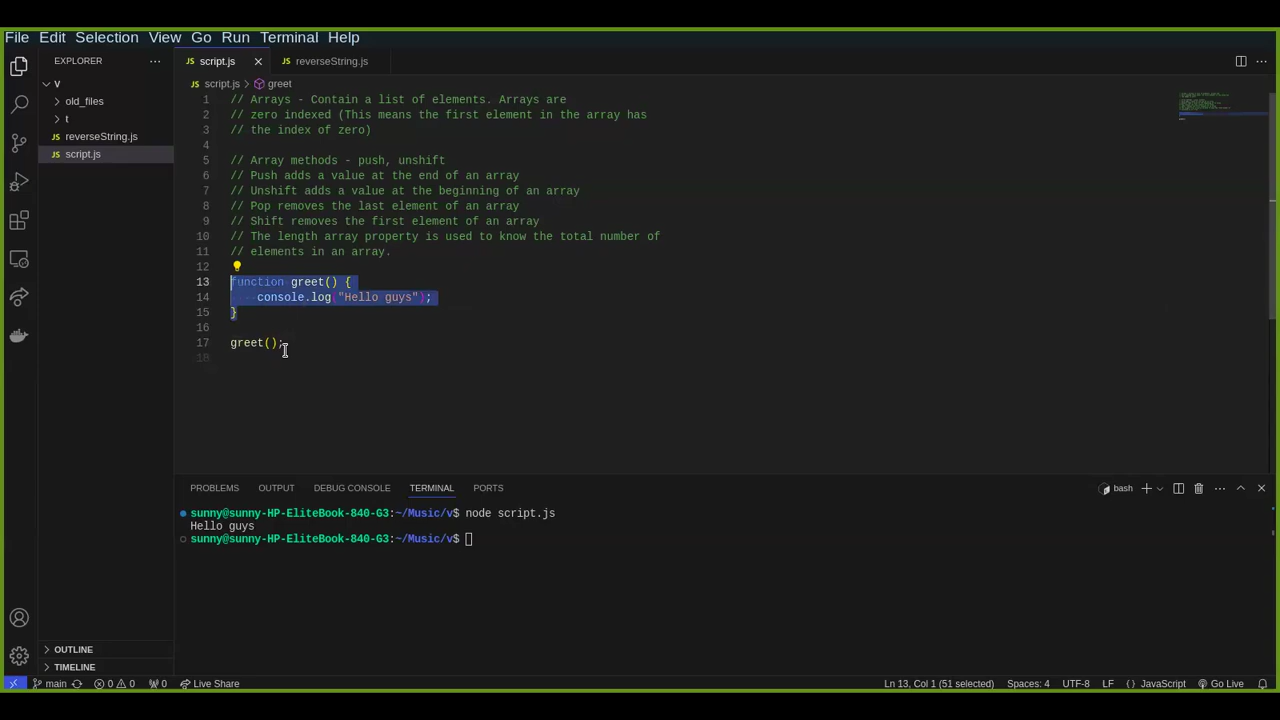 File Edit Selection View Go Run Terminal Help
EXPLORER ···
JS script.js × JS reverseString.js
V
JS script.js > greet
old_files
t
JS reverseString.js
JS script.js
1 // Arrays - Contain a list of elements. Arrays are
2 // zero indexed (This means the first element in the array has
3 // the index of zero)
4
5 // Array methods - push, unshift
6 // Push adds a value at the end of an array
7 // Unshift adds a value at the beginning of an array
8 // Pop removes the last element of an array
9 // Shift removes the first element of an array
10 // The length array property is used to know the total number of
11 // elements in an array.
12
13 function greet() {
14 console.log("Hello guys");
15 }
16
17 greet();
18
PROBLEMS OUTPUT DEBUG CONSOLE TERMINAL PORTS bash
sunny@sunny-HP-EliteBook-840-G3:~/Music/v$ node script.js
Hello guys
sunny@sunny-HP-EliteBook-840-G3:~/Music/v$
OUTLINE
TIMELINE
main 0 0 0 Live Share Ln 13, Col 1 (51 selected) Spaces: 4 UTF-8 LF {} JavaScript Go Live